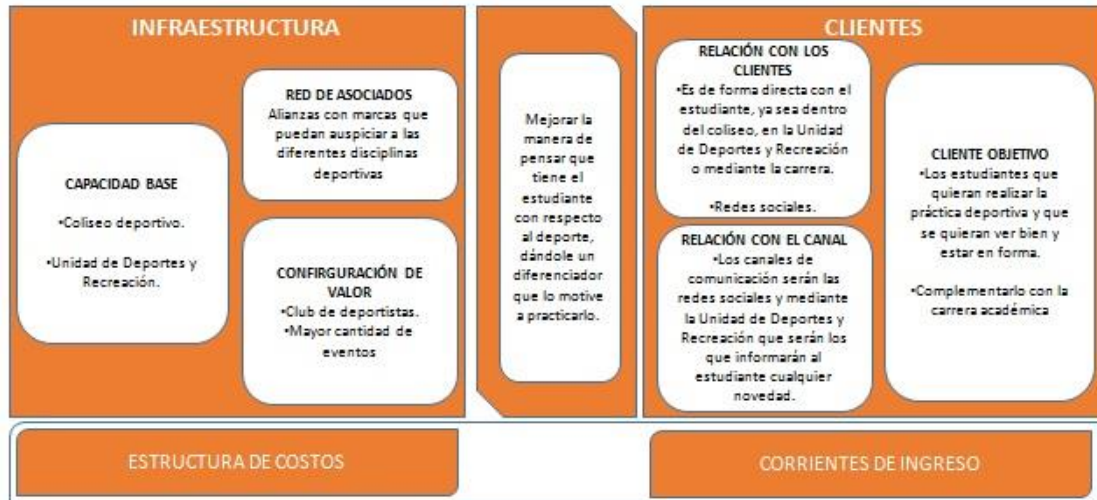 INFRAESTRUCTURA
CAPACIDAD BASE
•Coliseo deportivo.
•Unidad de Deportes y
Recreación.
RED DE ASOCIADOS
Alianzas con marcas que
puedan auspiciar a las
diferentes disciplinas
deportivas
CONFIRGURACIÓN DE
VALOR
•Club de deportistas.
•Mayor cantidad de
eventos
Mejorar la
manera de
pensar que
tiene el
estudiante
con respecto
al deporte,
dándole un
diferenciador
que lo motive
a practicarlo.
CLIENTES
RELACIÓN CON LOS
CLIENTES
•Es de forma directa con el
estudiante, ya sea dentro
del coliseo, en la Unidad
de Deportes y Recreación
o mediante la carrera.
•Redes sociales.
RELACIÓN CON EL CANAL
•Los canales de
comunicación serán las
redes sociales y mediante
la Unidad de Deportes y
Recreación que serán los
que informarán al
estudiante cualquier
novedad.
CLIENTE OBJETIVO
•Los estudiantes que
quieran realizar la
práctica deportiva y que
se quieran ver bien y
estar en forma.
•Complementarlo con la
carrera académica
ESTRUCTURA DE COSTOS
CORRIENTES DE INGRESO